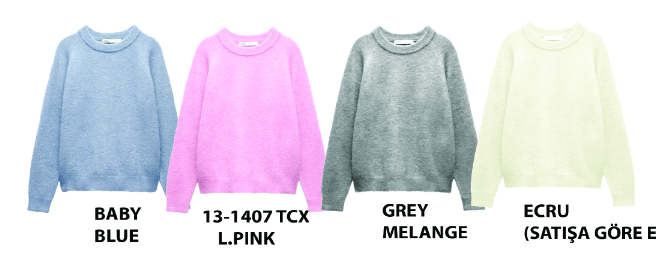 BABY
BLUE
13-1407 TCX
L.PINK
GREY
MELANGE
ECRU
(SATIŞA GÖRE E